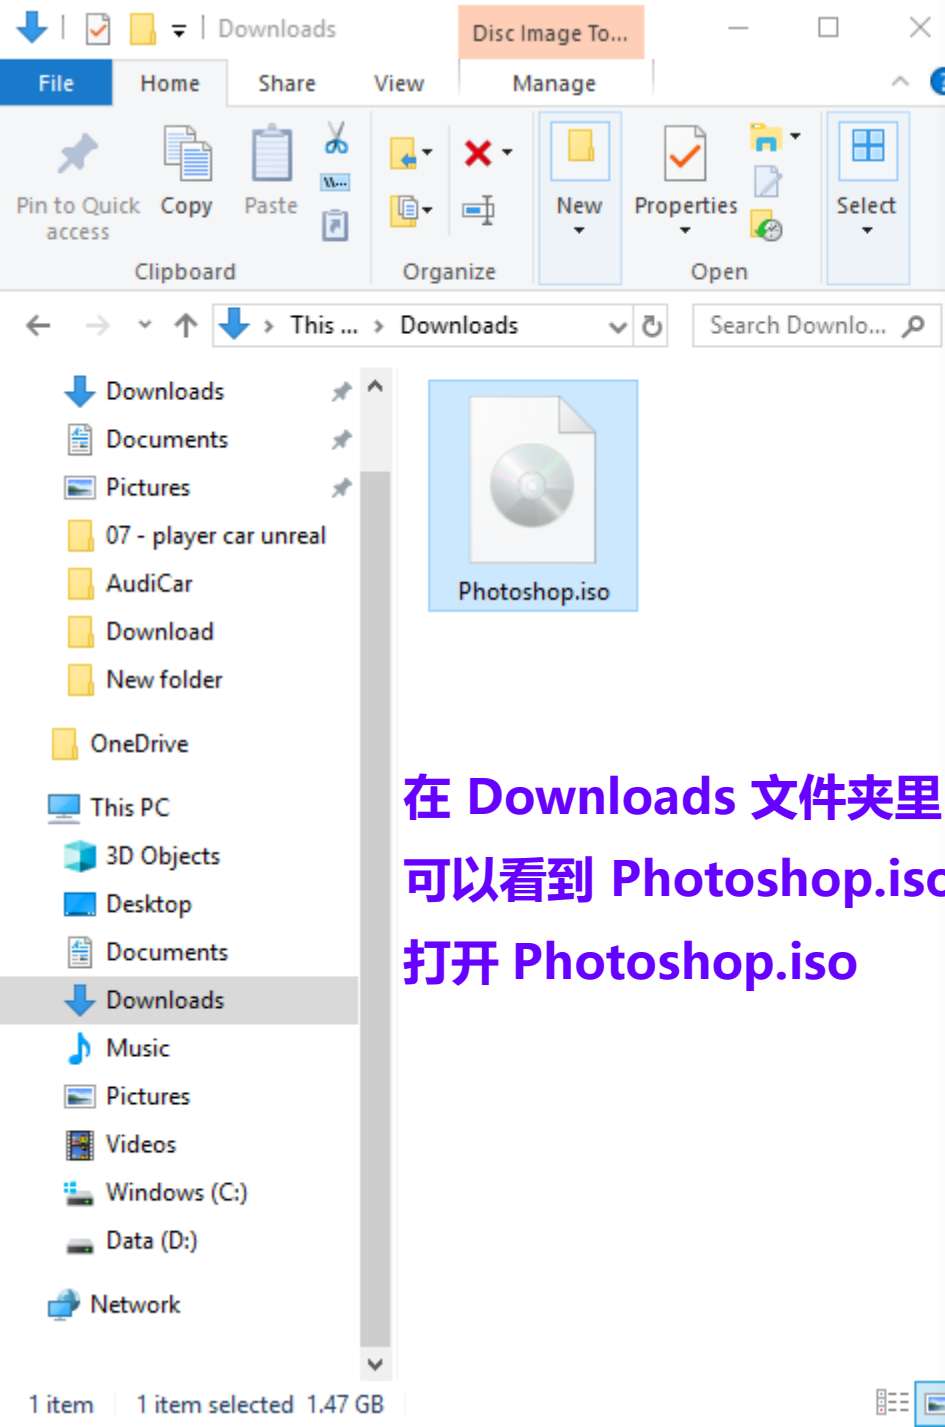 Downloads
Disc Image To...
File Home Share View Manage
Pin to Quick access
Copy
Paste
New
Properties
Select
Clipboard Organize Open
This ... Downloads
Search Downlo...
Downloads
Documents
Pictures
07 - player car unreal
AudiCar
Download
New folder
OneDrive
This PC
3D Objects
Desktop
Documents
Downloads
Music
Pictures
Videos
Windows (C:)
Data (D:)
Network
Photoshop.iso
在 Downloads 文件夹里
可以看到 Photoshop.iso
打开 Photoshop.iso
1 item 1 item selected 1.47 GB